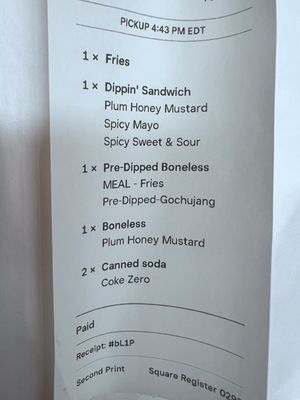 PICKUP 4:43 PM EDT
1 × Fries
1 × Dippin' Sandwich
Plum Honey Mustard
Spicy Mayo
Spicy Sweet & Sour
1 × Pre-Dipped Boneless
MEAL - Fries
Pre-Dipped-Gochujang
1 × Boneless
Plum Honey Mustard
2 × Canned soda
Coke Zero
Paid
Receipt: #bL1P
Second Print Square Register